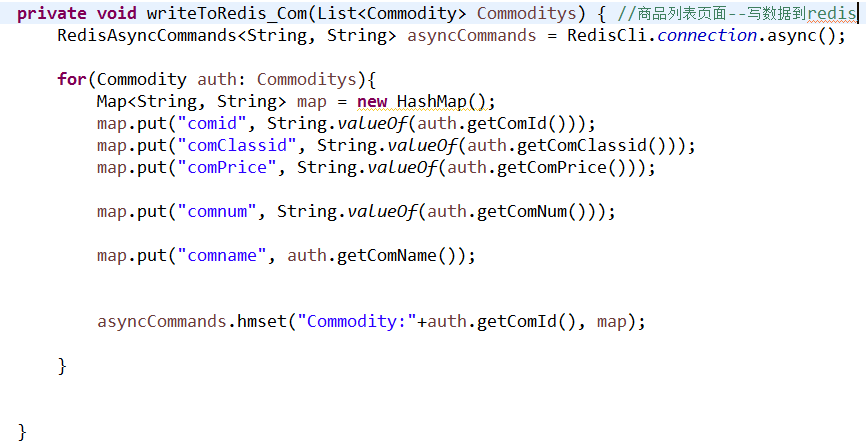 private void writeToRedis_Com(List<Commodity> Commoditys) { //商品列表页面--写数据到redis
RedisAsyncCommands<String, String> asyncCommands = RedisCli.connection.async();
for(Commodity auth: Commoditys){
Map<String, String> map = new HashMap();
map.put("comid", String.valueOf(auth.getComId()));
map.put("comClassid", String.valueOf(auth.getComClassid()));
map.put("comPrice", String.valueOf(auth.getComPrice()));
map.put("comnum", String.valueOf(auth.getComNum()));
map.put("comname", auth.getComName());
asyncCommands.hmset("Commodity:"+auth.getComId(), map);
}
}